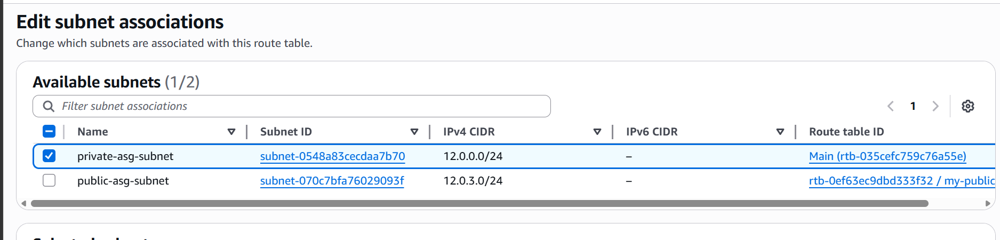 Edit subnet associations
Change which subnets are associated with this route table.
Available subnets (1/2)
Filter subnet associations
1
Name Subnet ID IPv4 CIDR IPv6 CIDR Route table ID
private-asg-subnet subnet-0548a83cecdaa7b70 12.0.0.0/24 – Main (rtb-035cefc759c76a55e)
public-asg-subnet subnet-070c7bfa76029093f 12.0.3.0/24 – rtb-0ef63ec9dbd333f32 / my-public